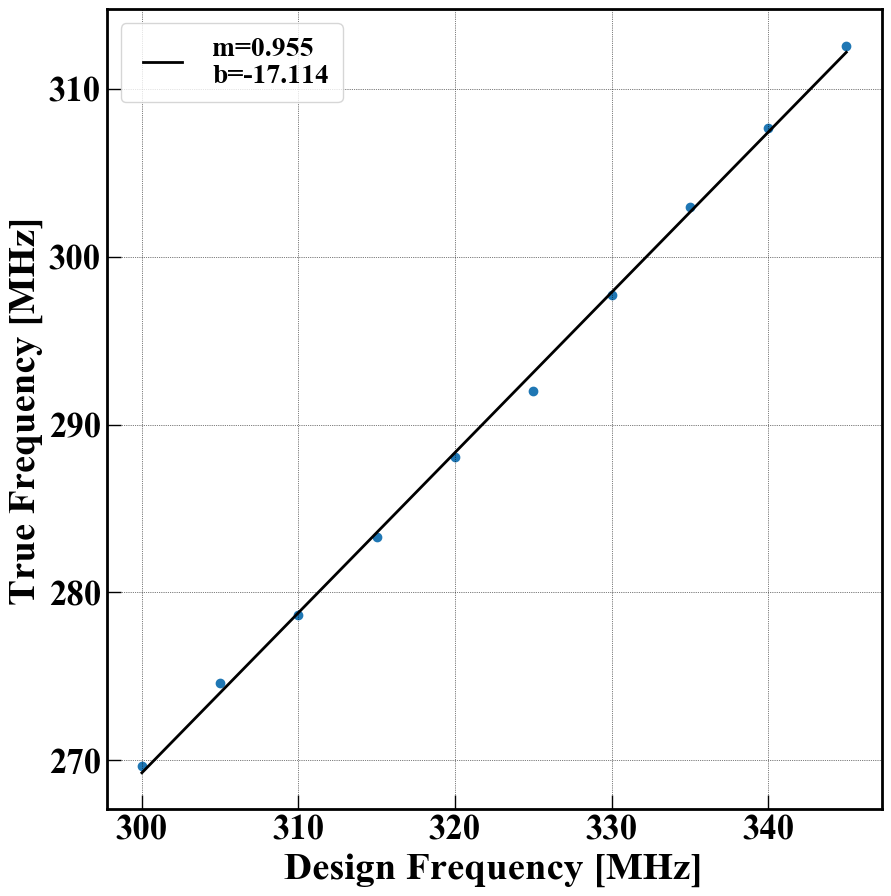 m=0.955
b=-17.114
310
300
290
280
270
True Frequency [MHz]
300 310 320 330 340
Design Frequency [MHz]